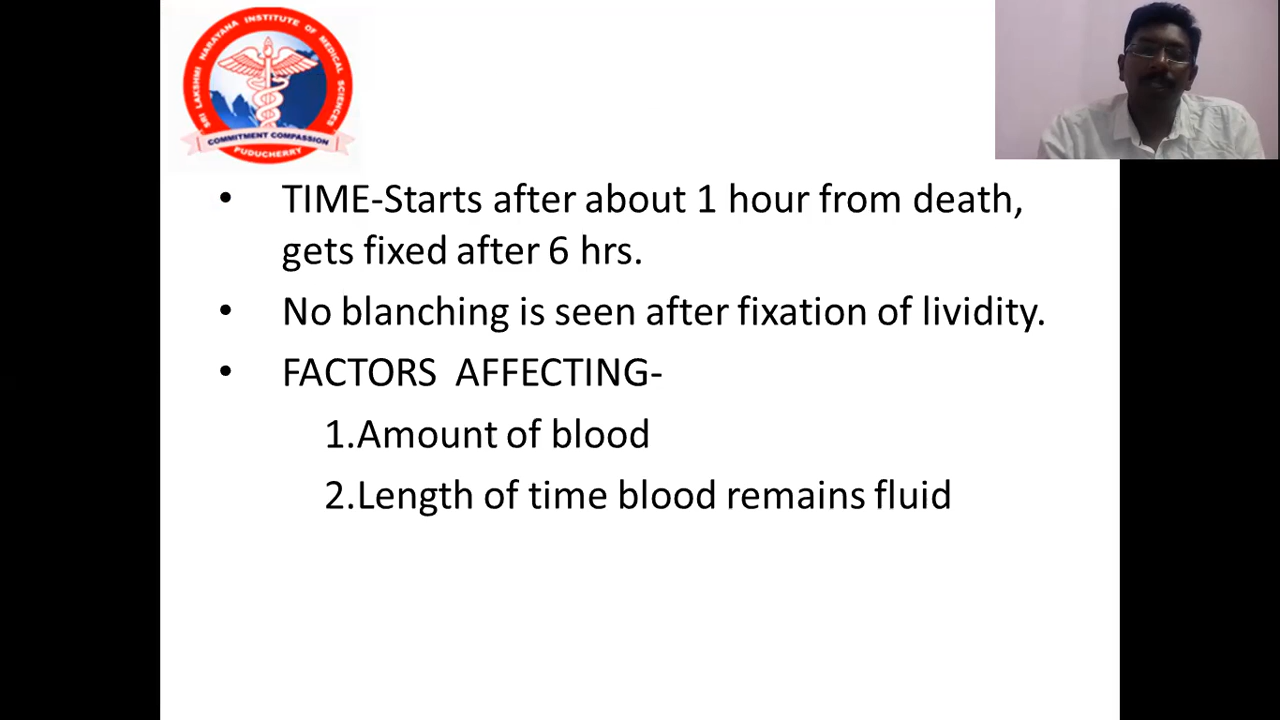 SRI LAKSHMI NARAYANA INSTITUTE OF MEDICAL SCIENCES
COMMITMENT COMPASSION
PUDUCHERRY
• TIME-Starts after about 1 hour from death,
gets fixed after 6 hrs.
• No blanching is seen after fixation of lividity.
• FACTORS AFFECTING-
1.Amount of blood
2.Length of time blood remains fluid